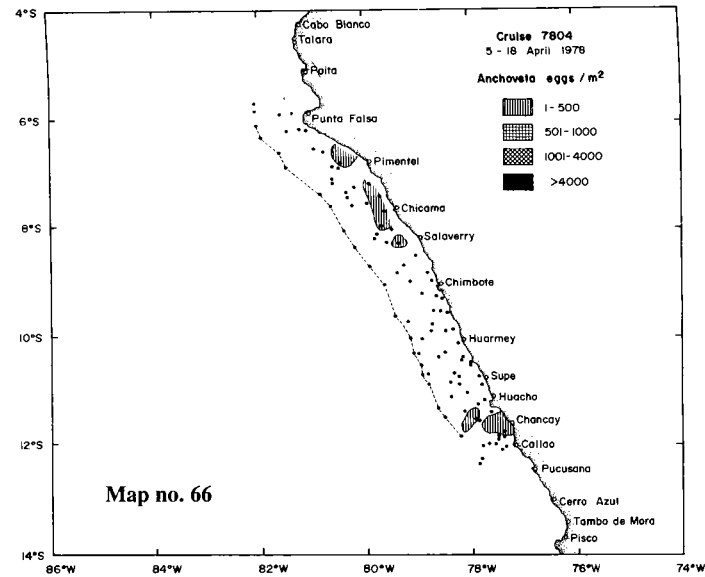 4°S
6°S
8°S
10°S
12°S
14°S
86°W
84°W
82°W
80°W
78°W
76°W
74°W
Cabo Blanco
Talara
Paita
Punta Falsa
Pimentel
Chicama
Salaverry
Chimbote
Huarmey
Supe
Huacho
Chancay
Callao
Pucusana
Cerro Azul
Tambo de Mora
Pisco
Cruise 7804
5 - 18 April 1978
Anchoveta eggs / m²
1 - 500
501 - 1000
1001 - 4000
>4000
Map no. 66